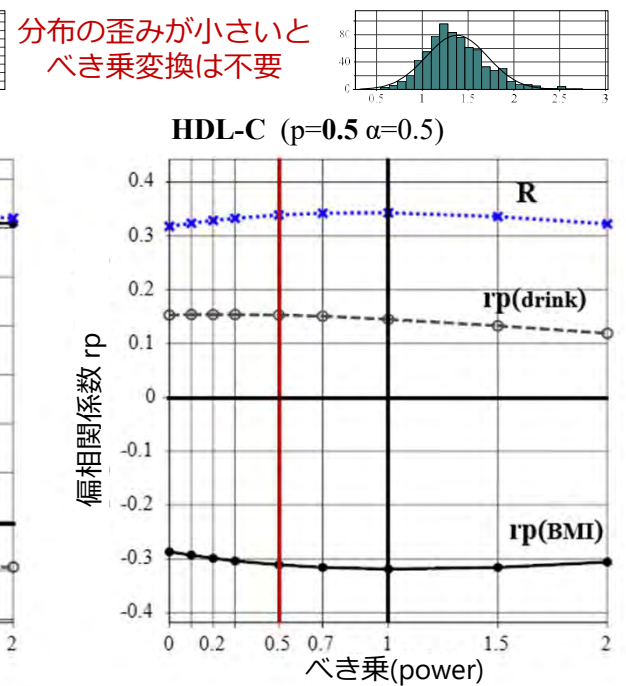 分布の歪みが小さいと
べき乗変換は不要
80
40
0
0.5 1 1.5 2 2.5 3
HDL-C (p=0.5 α=0.5)
0.4
R
0.3
0.2
rp(drink)
0.1
0
偏相関係数 rp
-0.1
-0.2
rp(BMI)
-0.3
-0.4
2
0 0.2 0.5 0.7 1 1.5 2
べき乗(power)